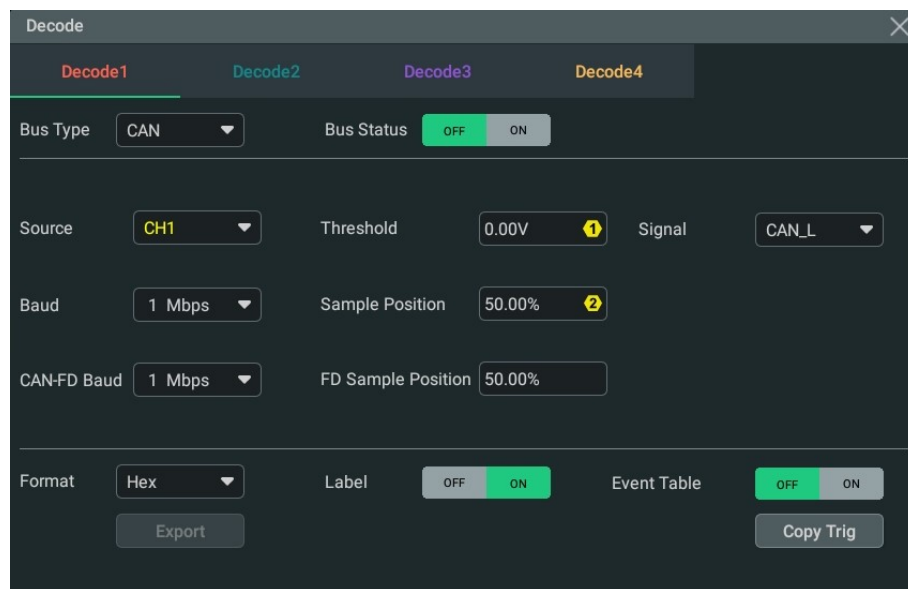 Decode
Decode1 Decode2 Decode3 Decode4
Bus Type CAN Bus Status OFF ON
Source CH1 Threshold 0.00V 1 Signal CAN_L
Baud 1 Mbps Sample Position 50.00% 2
CAN-FD Baud 1 Mbps FD Sample Position 50.00%
Format Hex Label OFF ON Event Table OFF ON
Export Copy Trig